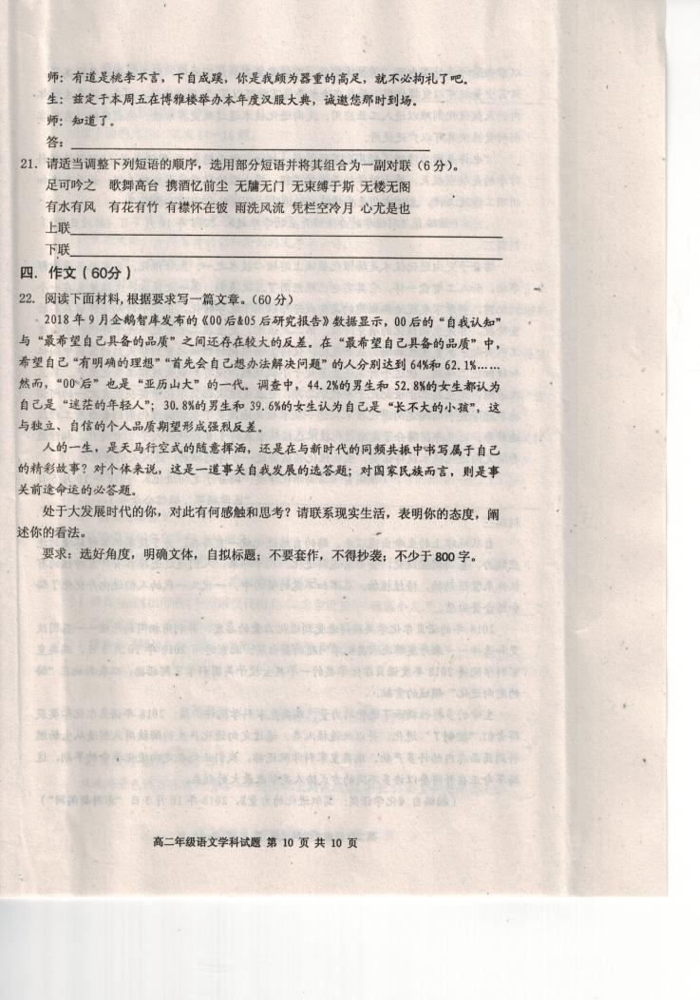 师：有道是桃李不言，下自成蹊，你是我颇为器重的高足，就不必拘礼了吧。
生：兹定于本周五在博雅楼举办本年度汉服大典，诚邀您那时到场。
师：知道了。
答：
21．请适当调整下列短语的顺序，选用部分短语并将其组合为一副对联（6分）。
足可吟之 歌舞高台 携酒忆前尘 无牖无门 无束缚于斯 无楼无阁
有水有风 有花有竹 有襟怀在彼 雨洗风流 凭栏空冷月 心尤是也
上联
下联
四．作文（60分）
22．阅读下面材料，根据要求写一篇文章。（60分）
2018年9月企鹅智库发布的《00后&05后研究报告》数据显示，00后的“自我认知”
与“最希望自己具备的品质”之间还存在较大的反差。在“最希望自己具备的品质”中，
希望自己“有明确的理想”“首先会自己想办法解决问题”的人分别达到64%和62.1%……
然而，“00后”也是“亚历山大”的一代。调查中，44.2%的男生和52.8%的女生都认为
自己是“迷茫的年轻人”；30.8%的男生和39.6%的女生认为自己是“长不大的小孩”，这
与独立、自信的个人品质期望形成强烈反差。
人的一生，是天马行空式的随意挥洒，还是在与新时代的同频共振中书写属于自己
的精彩故事？对个体来说，这是一道事关自我发展的选答题；对国家民族而言，则是事
关前途命运的必答题。
处于大发展时代的你，对此有何感触和思考？请联系现实生活，表明你的态度，阐
述你的看法。
要求：选好角度，明确文体，自拟标题；不要套作，不得抄袭；不少于800字。
高二年级语文学科试题 第 10 页 共 10 页